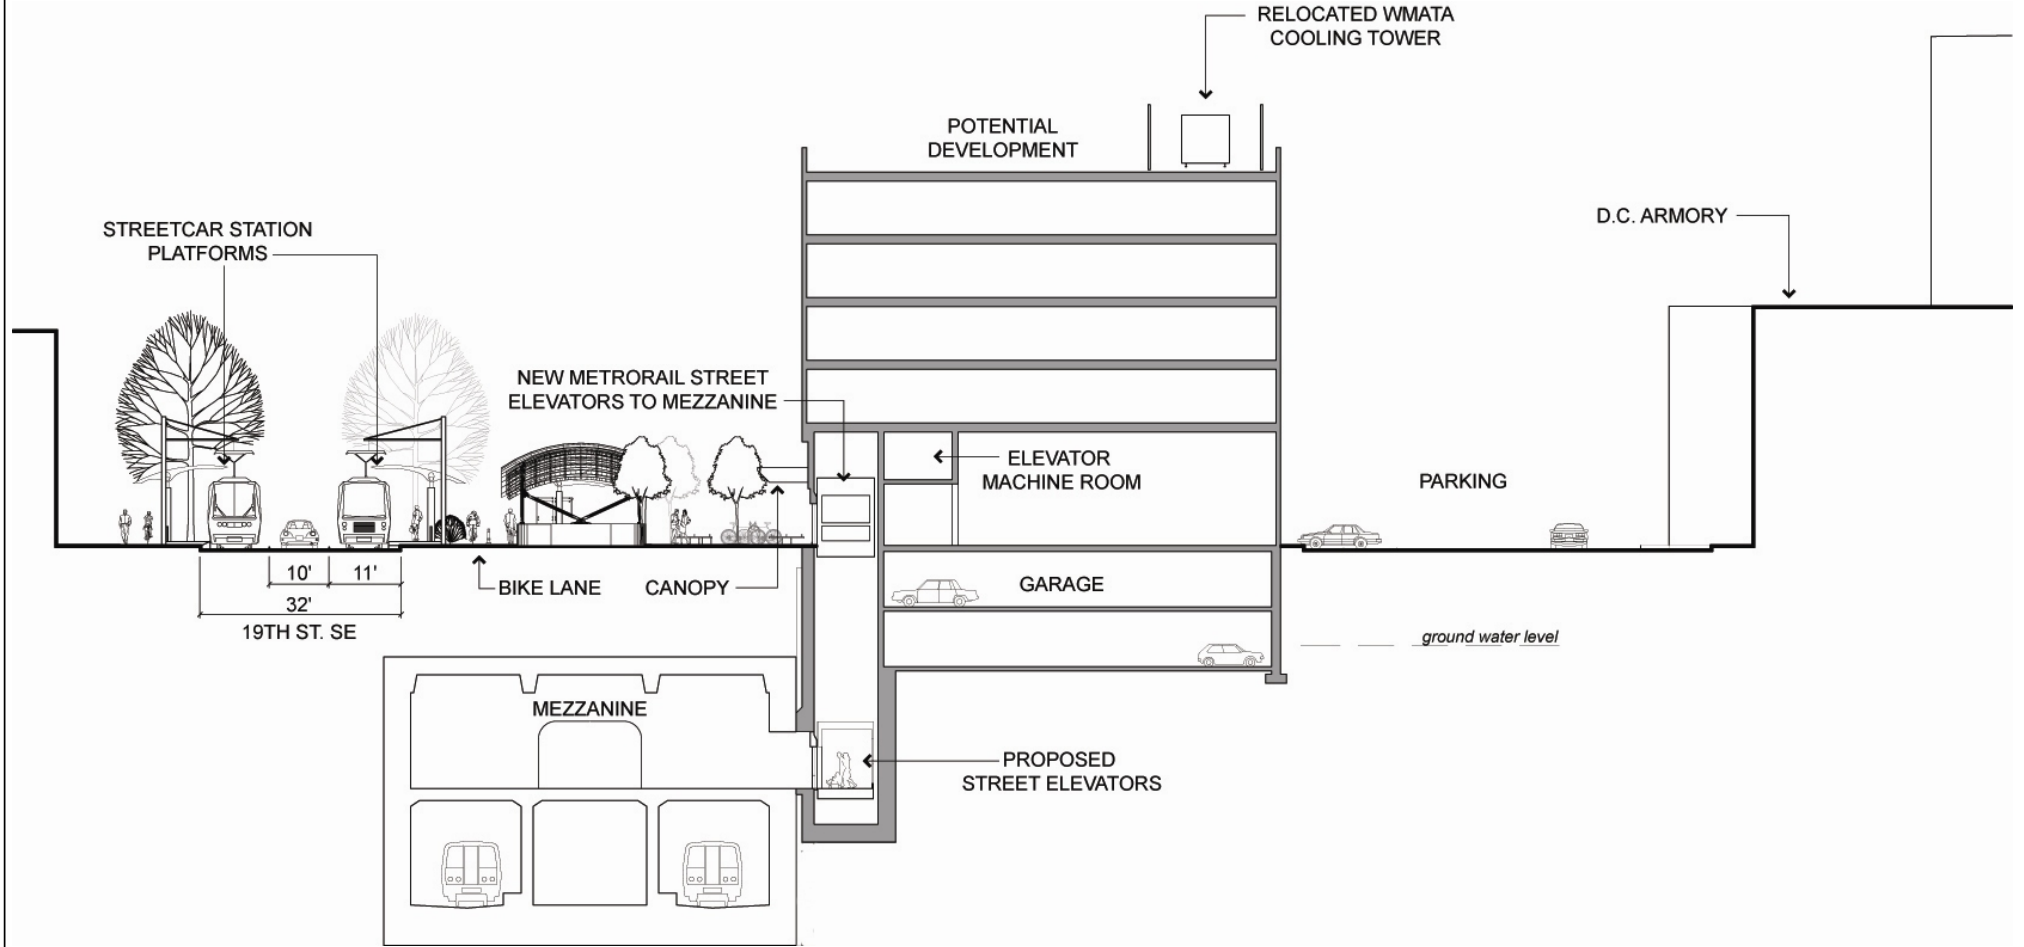 RELOCATED WMATA
COOLING TOWER
POTENTIAL
DEVELOPMENT
STREETCAR STATION
PLATFORMS
D.C. ARMORY
NEW METRORAIL STREET
ELEVATORS TO MEZZANINE
ELEVATOR
MACHINE ROOM
PARKING
10'
11'
32'
19TH ST. SE
BIKE LANE
CANOPY
GARAGE
ground water level
MEZZANINE
PROPOSED
STREET ELEVATORS